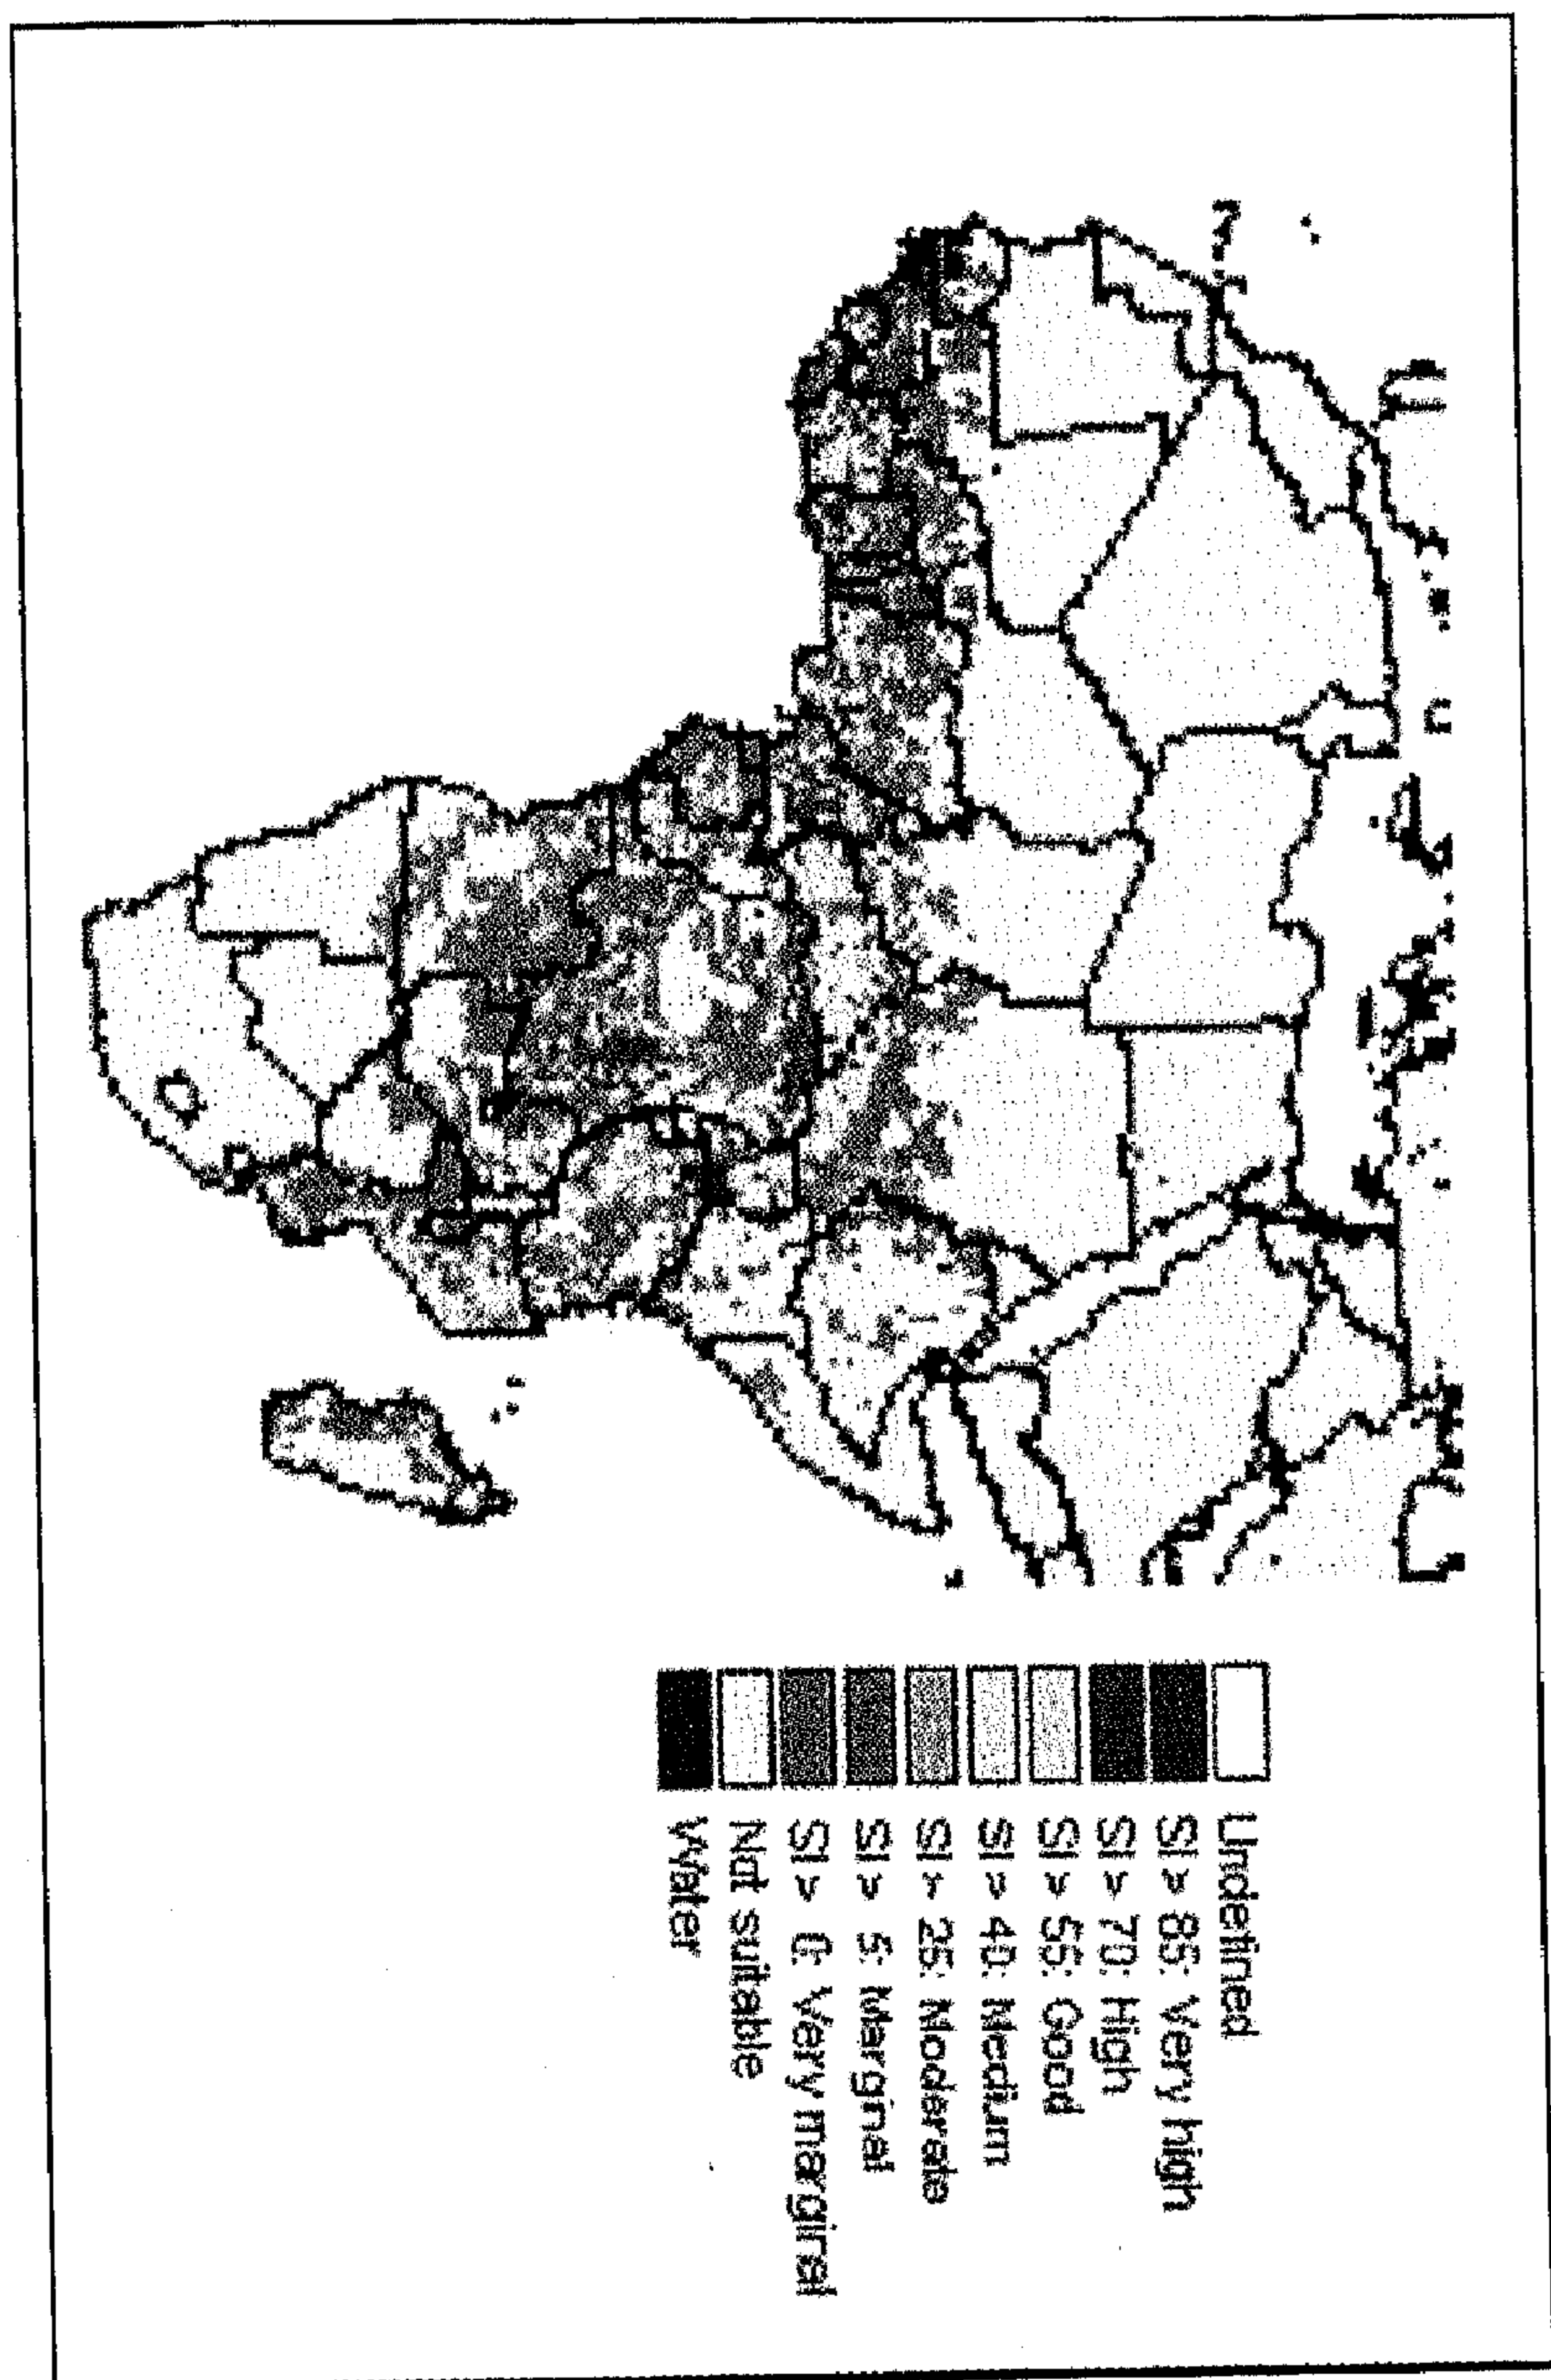 Undefined
SI > 85: Very high
SI > 70: High
SI > 55: Good
SI > 40: Medium
SI > 25: Moderate
SI > 5: Marginal
SI > 0: Very marginal
Not suitable
Water